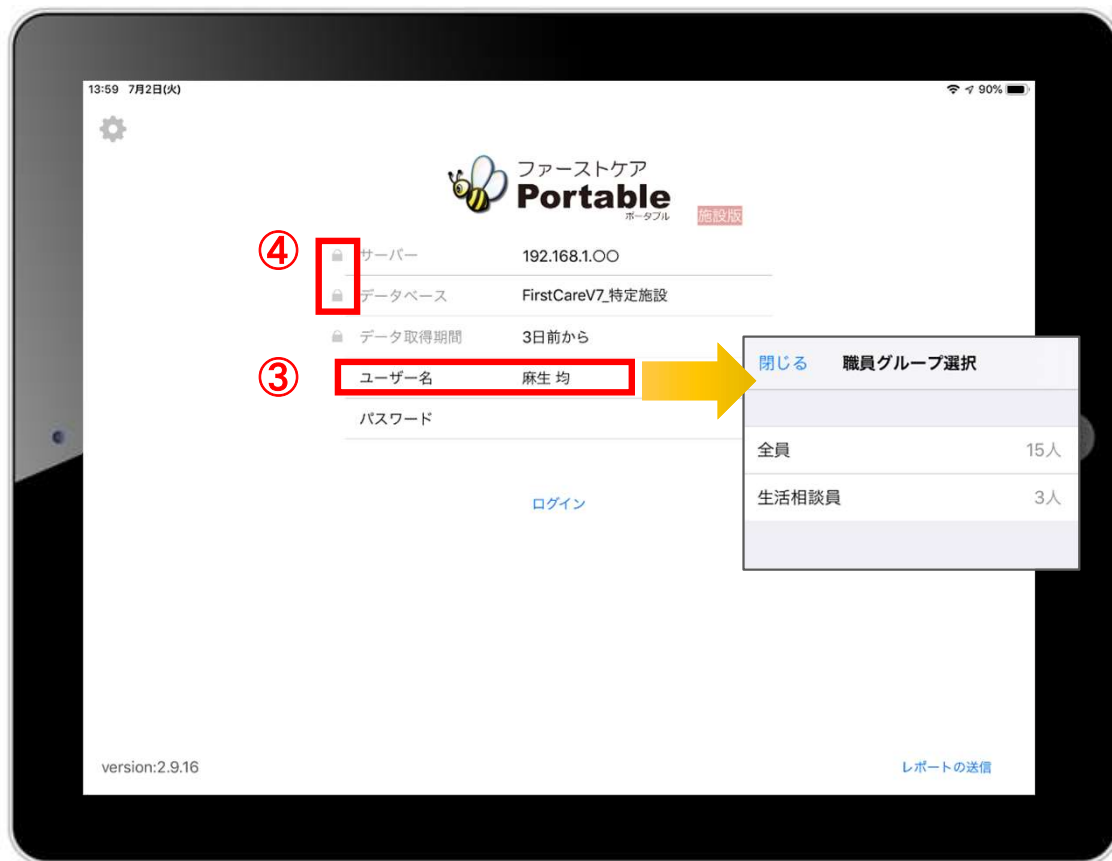 13:59 7月2日(火)
90%
ファーストケア
Portable
ポータブル
施設版
④
サーバー 192.168.1.〇〇
データベース FirstCareV7_特定施設
データ取得期間 3日前から
③
ユーザー名 麻生 均
パスワード
ログイン
閉じる 職員グループ選択
全員 15人
生活相談員 3人
version:2.9.16
レポートの送信